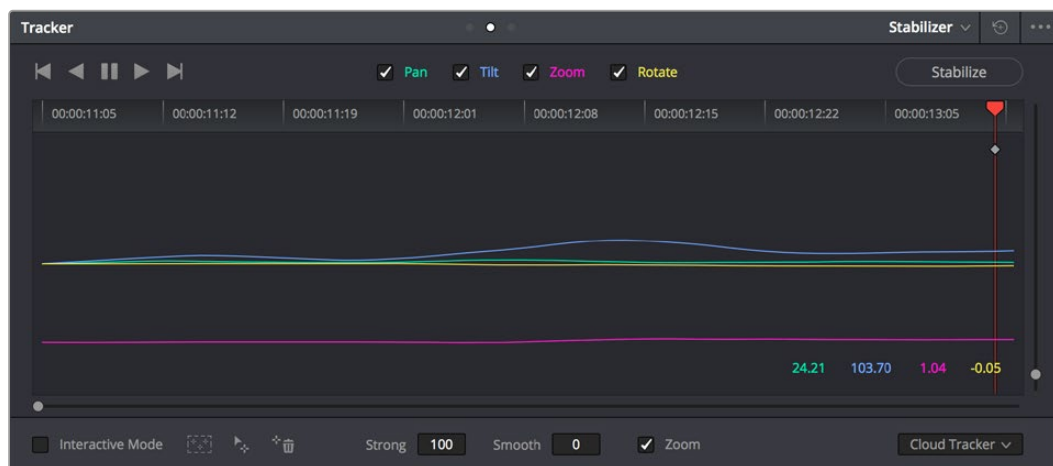 Tracker Stabilizer
Pan Tilt Zoom Rotate Stabilize
00:00:11:05 00:00:11:12 00:00:11:19 00:00:12:01 00:00:12:08 00:00:12:15 00:00:12:22 00:00:13:05
24.21 103.70 1.04 -0.05
Interactive Mode Strong 100 Smooth 0 Zoom Cloud Tracker